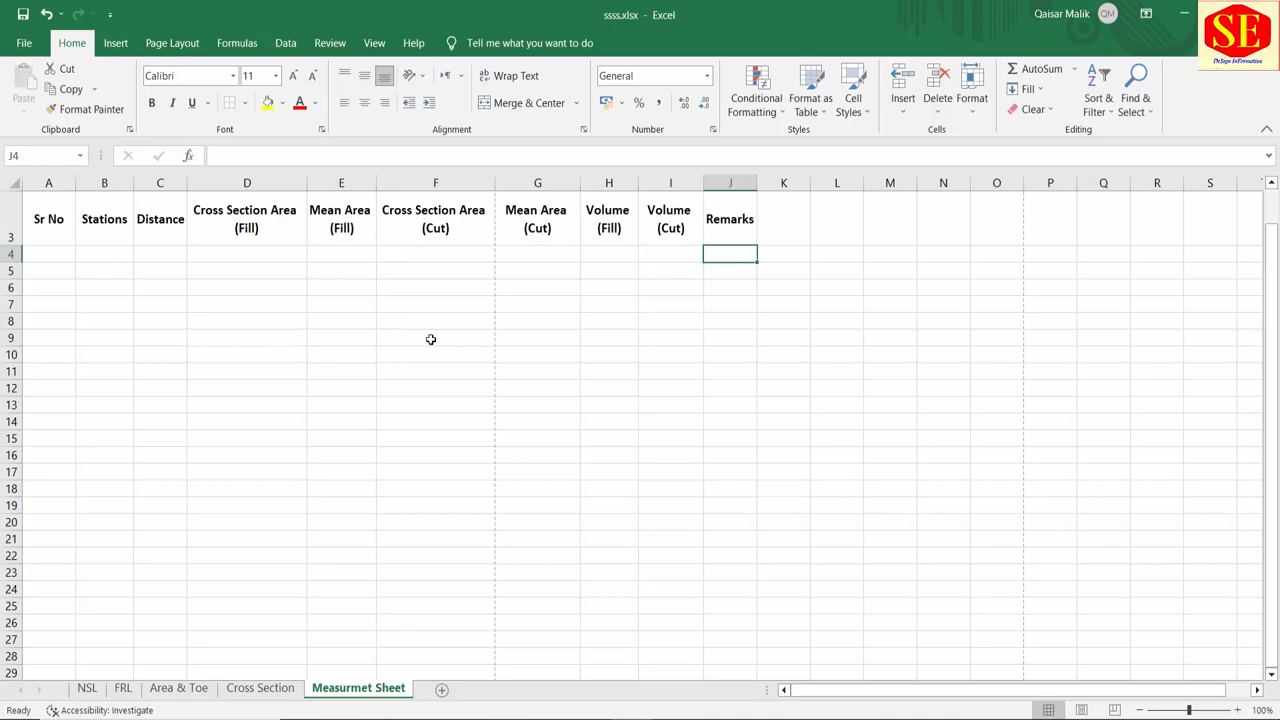 ssss.xlsx - Excel
Qaisar Malik QM
SE
DeSign InFormation
File Home Insert Page Layout Formulas Data Review View Help Tell me what you want to do
Paste
Cut
Copy
Format Painter
Clipboard
Calibri 11
B I U
Font
Wrap Text
Merge & Center
Alignment
General
%
Number
Conditional Formatting
Format as Table
Cell Styles
Styles
Insert Delete Format
Cells
AutoSum
Fill
Clear
Sort & Filter
Find & Select
Editing
J4 fx
A B C D E F G H I J K L M N O P Q R S
3 Sr No Stations Distance Cross Section Area (Fill) Mean Area (Fill) Cross Section Area (Cut) Mean Area (Cut) Volume (Fill) Volume (Cut) Remarks
4
5
6
7
8
9
10
11
12
13
14
15
16
17
18
19
20
21
22
23
24
25
26
27
28
29
NSL FRL Area & Toe Cross Section Measurmet Sheet
Ready Accessibility: Investigate 100%